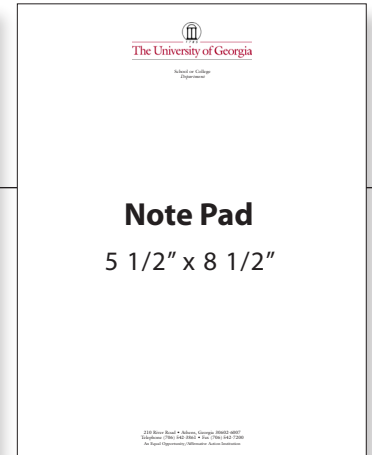 The University of Georgia
School or College
Department
Note Pad
5 1/2" x 8 1/2"
210 River Road • Athens, Georgia 30602-6007
Telephone (706) 542-3561 • Fax (706) 542-7200
An Equal Opportunity/Affirmative Action Institution